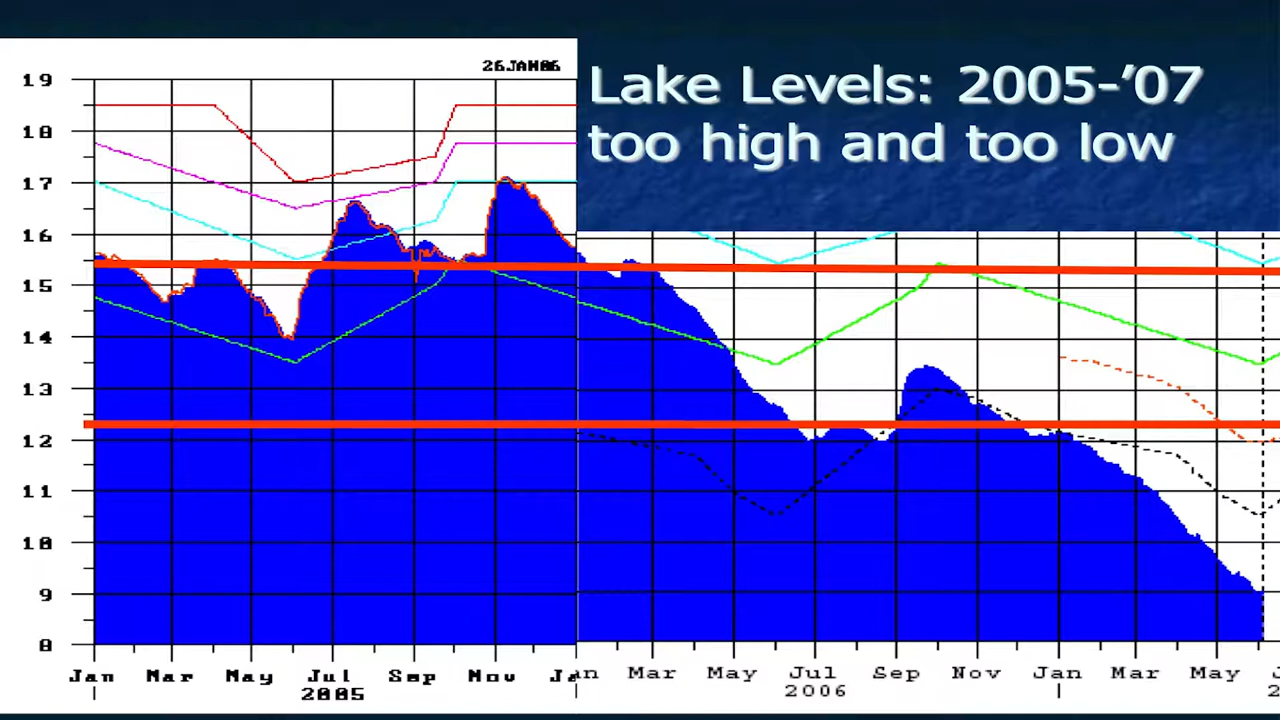 Lake Levels: 2005-'07
too high and too low
26JAN06
19
18
17
16
15
14
13
12
11
10
9
8
Jan Mar May Jul Sep Nov
2005
Mar May Jul Sep Nov Jan Mar May
2006